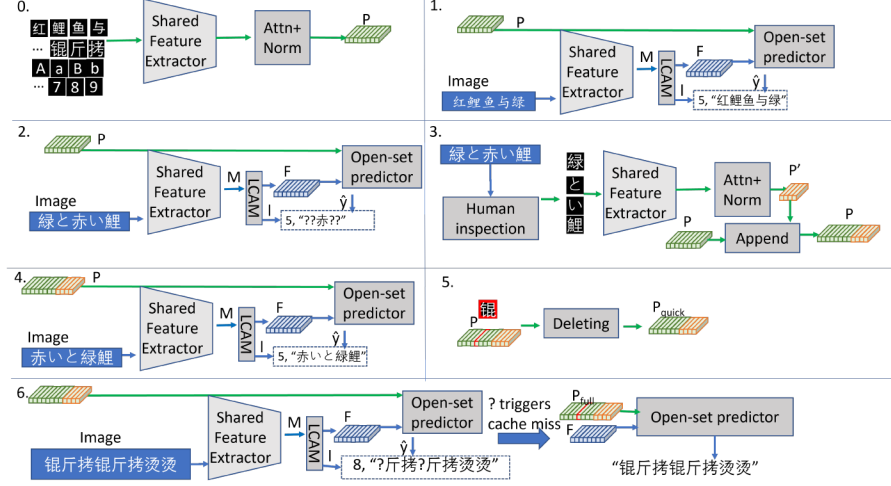 0.
红 鲤 鱼 与
... 锟 斤 拷
A a B b
... 7 8 9
Shared Feature Extractor
Attn+ Norm
P
1.
P
Image
红鲤鱼与绿
Shared Feature Extractor
M
LCAM
F
l
Open-set predictor
ŷ
5, “红鲤鱼与绿”
2.
P
Image
緑と赤い鯉
Shared Feature Extractor
M
LCAM
F
l
Open-set predictor
ŷ
5, “??赤??”
3.
緑と赤い鯉
Human inspection
緑
と
い
鯉
Shared Feature Extractor
Attn+ Norm
P’
P
Append
P
4.
P
Image
赤いと緑鯉
Shared Feature Extractor
M
LCAM
F
l
Open-set predictor
ŷ
5, “赤いと緑鯉”
5.
锟
P
Deleting
Pquick
6.
Image
锟斤拷锟斤拷烫烫
Shared Feature Extractor
M
LCAM
F
l
Open-set predictor
ŷ
8, “?斤拷?斤拷烫烫”
? triggers cache miss
Pfull
F
Open-set predictor
“锟斤拷锟斤拷烫烫”